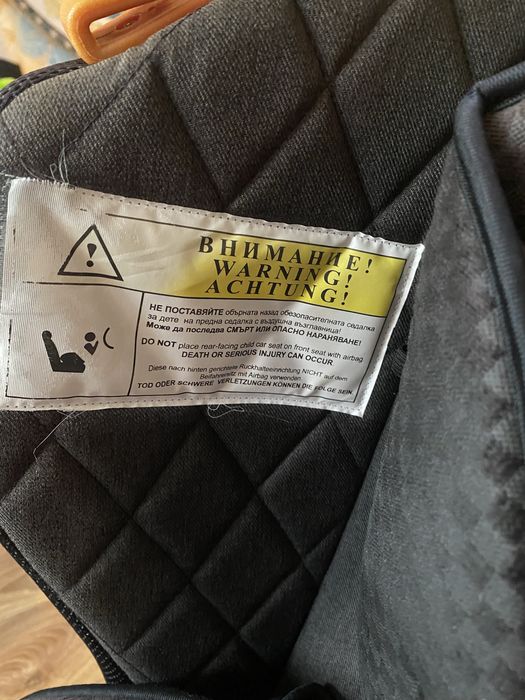 ВНИМАНИЕ!
WARNING!
ACHTUNG!
НЕ ПОСТАВЯЙТЕ обърната назад обезопасителната седалка
за дете на предна седалка с въздушна възглавница!
Може да последва СМЪРТ ИЛИ ОПАСНО НАРАНЯВАНЕ!
DO NOT place rear-facing child car seat on front seat with airbag
DEATH OR SERIOUS INJURY CAN OCCUR
Diese nach hinten gerichtete Rückhalteeinrichtung NICHT auf dem
Beifahrersitz mit Airbag verwenden.
TOD ODER SCHWERE VERLETZUNGEN KÖNNEN DIE FOLGE SEIN